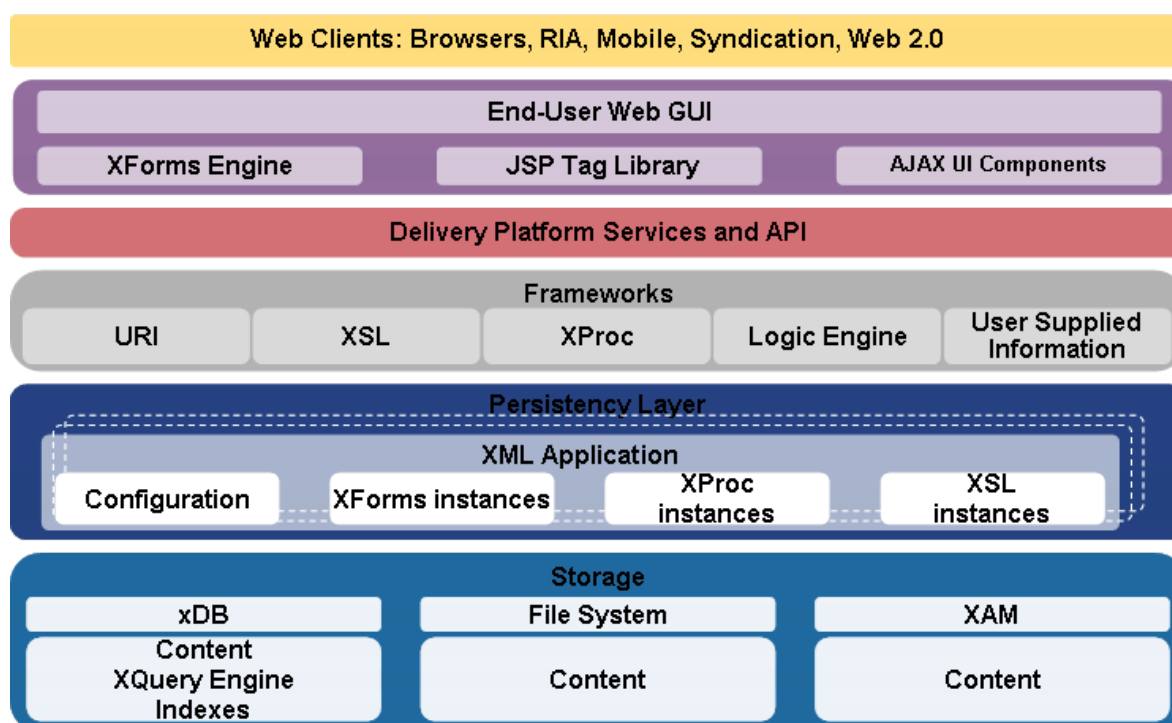 Web Clients: Browsers, RIA, Mobile, Syndication, Web 2.0
End-User Web GUI
XForms Engine
JSP Tag Library
AJAX UI Components
Delivery Platform Services and API
Frameworks
URI
XSL
XProc
Logic Engine
User Supplied
Information
Persistency Layer
XML Application
Configuration
XForms instances
XProc
instances
XSL
instances
Storage
xDB
File System
XAM
Content
XQuery Engine
Indexes
Content
Content